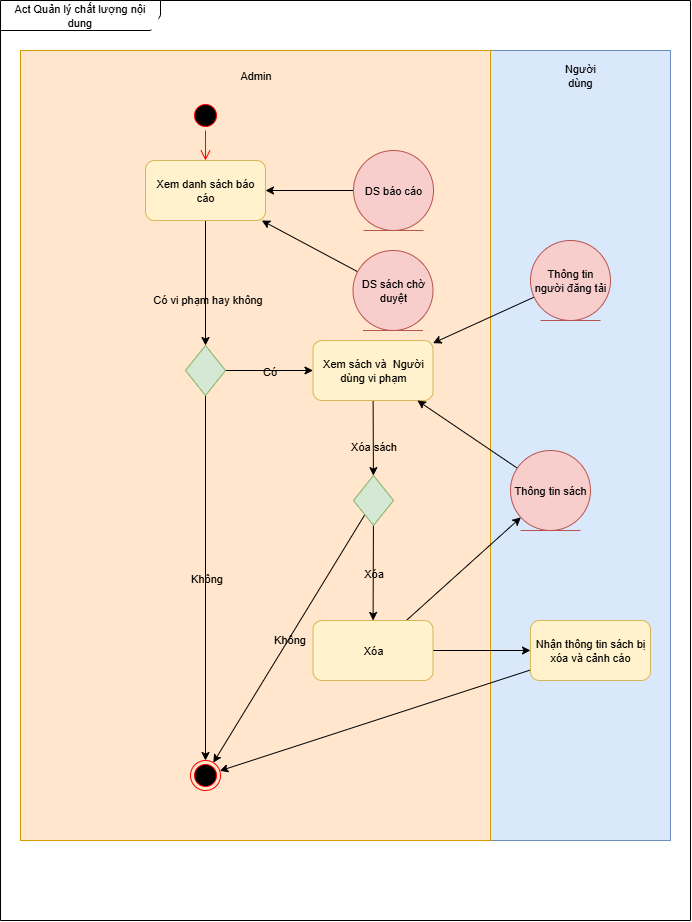 Act Quản lý chất lượng nội
dung
Admin
Người
dùng
Xem danh sách báo
cáo
DS báo cáo
DS sách chờ
duyệt
Thông tin
người đăng tải
Có vi phạm hay không
Có
Xem sách và  Người
dùng vi phạm
Xóa sách
Thông tin sách
Xóa
Không
Không
Xóa
Nhận thông tin sách bị
xóa và cảnh cáo